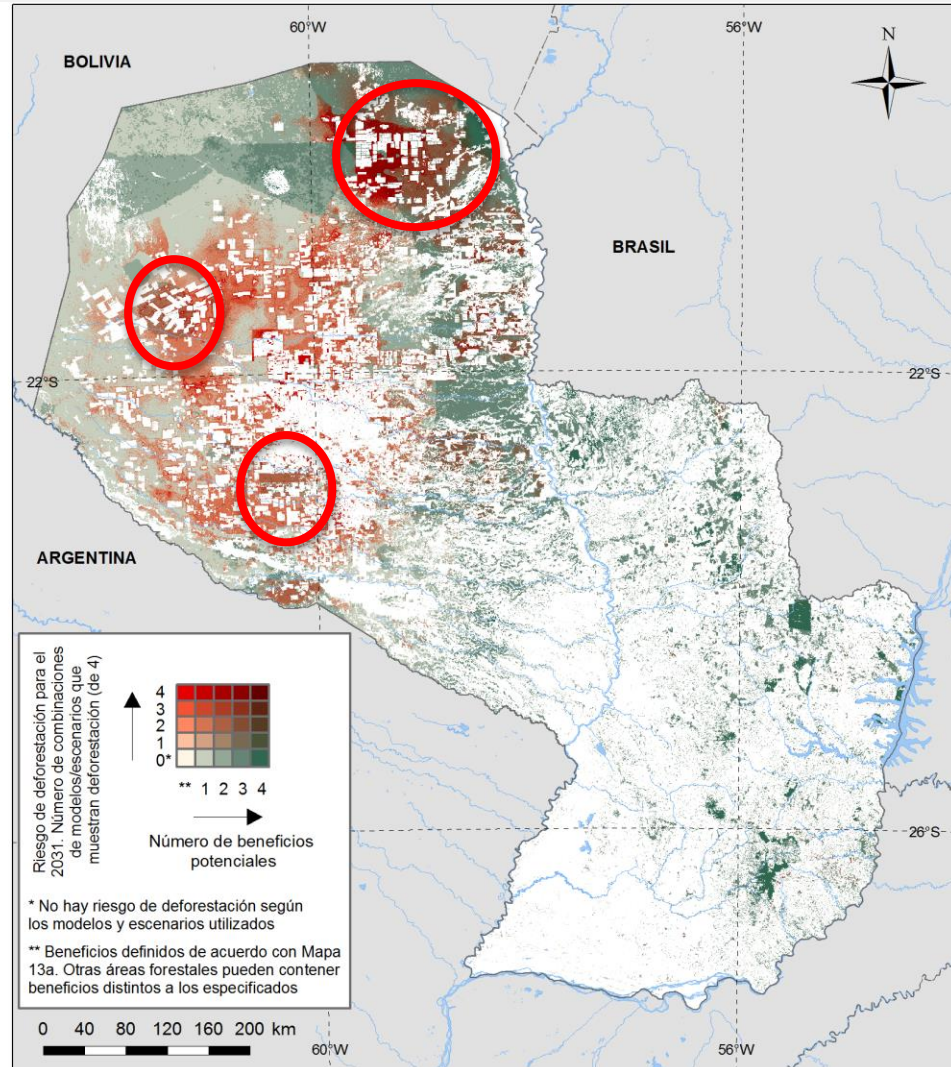 60°W
56°W
BOLIVIA
N
BRASIL
22°S
22°S
ARGENTINA
Riesgo de deforestación para el
2031. Número de combinaciones
de modelos/escenarios que
muestran deforestación (de 4)
4
3
2
1
0*
** 1 2 3 4
Número de beneficios
potenciales
* No hay riesgo de deforestación según
los modelos y escenarios utilizados
** Beneficios definidos de acuerdo con Mapa
13a. Otras áreas forestales pueden contener
beneficios distintos a los especificados
26°S
0 40 80 120 160 200 km
60°W
56°W